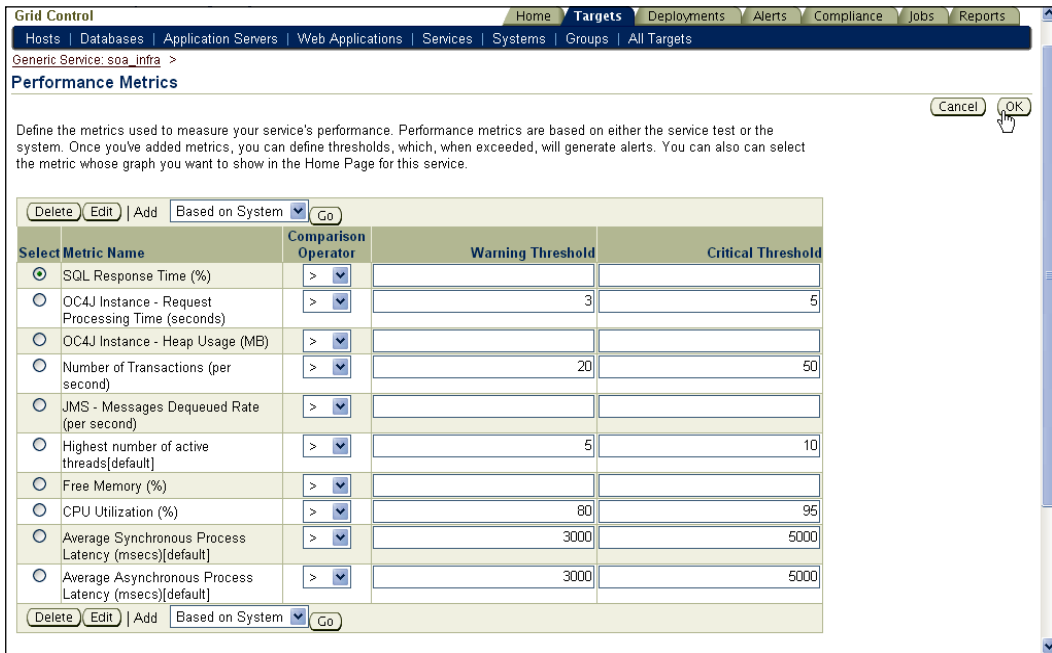 Grid Control
Home Targets Deployments Alerts Compliance Jobs Reports
Hosts | Databases | Application Servers | Web Applications | Services | Systems | Groups | All Targets
Generic Service: soa_infra >
Performance Metrics
Cancel OK
Define the metrics used to measure your service's performance. Performance metrics are based on either the service test or the
system. Once you've added metrics, you can define thresholds, which, when exceeded, will generate alerts. You can also can select
the metric whose graph you want to show in the Home Page for this service.
Delete Edit | Add Based on System Go
Select Metric Name Comparison Operator Warning Threshold Critical Threshold
SQL Response Time (%) >
OC4J Instance - Request > 3 5
Processing Time (seconds)
OC4J Instance - Heap Usage (MB) >
Number of Transactions (per > 20 50
second)
JMS - Messages Dequeued Rate >
(per second)
Highest number of active > 5 10
threads[default]
Free Memory (%) >
CPU Utilization (%) > 80 95
Average Synchronous Process > 3000 5000
Latency (msecs)[default]
Average Asynchronous Process > 3000 5000
Latency (msecs)[default]
Delete Edit | Add Based on System Go